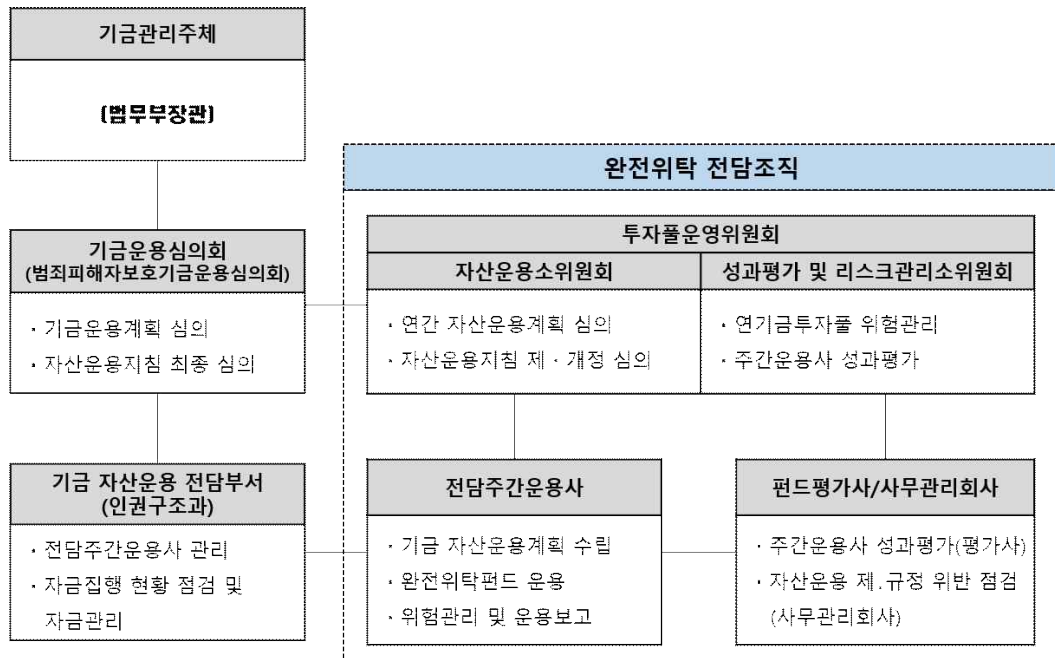 기금관리주체
(법무부장관)
완전위탁 전담조직
기금운용심의회
(범죄피해자보호기금운용심의회)
· 기금운용계획 심의
· 자산운용지침 최종 심의
투자풀운영위원회
자산운용소위원회
성과평가 및 리스크관리소위원회
· 연간 자산운용계획 심의
· 자산운용지침 제 · 개정 심의
· 연기금투자풀 위험관리
· 주간운용사 성과평가
기금 자산운용 전담부서
(인권구조과)
· 전담주간운용사 관리
· 자금집행 현황 점검 및
자금관리
전담주간운용사
· 기금 자산운용계획 수립
· 완전위탁펀드 운용
· 위험관리 및 운용보고
펀드평가사/사무관리회사
· 주간운용사 성과평가(평가사)
· 자산운용 제.규정 위반 점검
(사무관리회사)